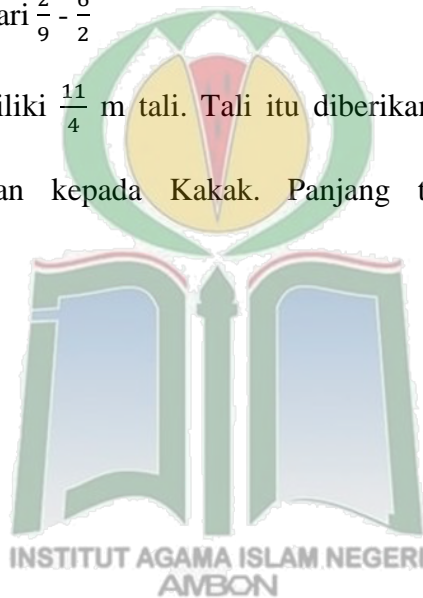 ari 2/9 - 6/2
iliki 11/4 m tali. Tali itu diberikan
an kepada Kakak. Panjang t
INSTITUT AGAMA ISLAM NEGERI
AMBON